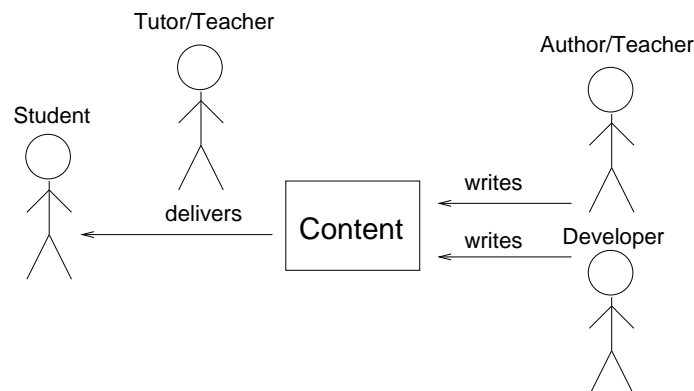 Tutor/Teacher
Author/Teacher
Student
writes
delivers
Content
Developer
writes